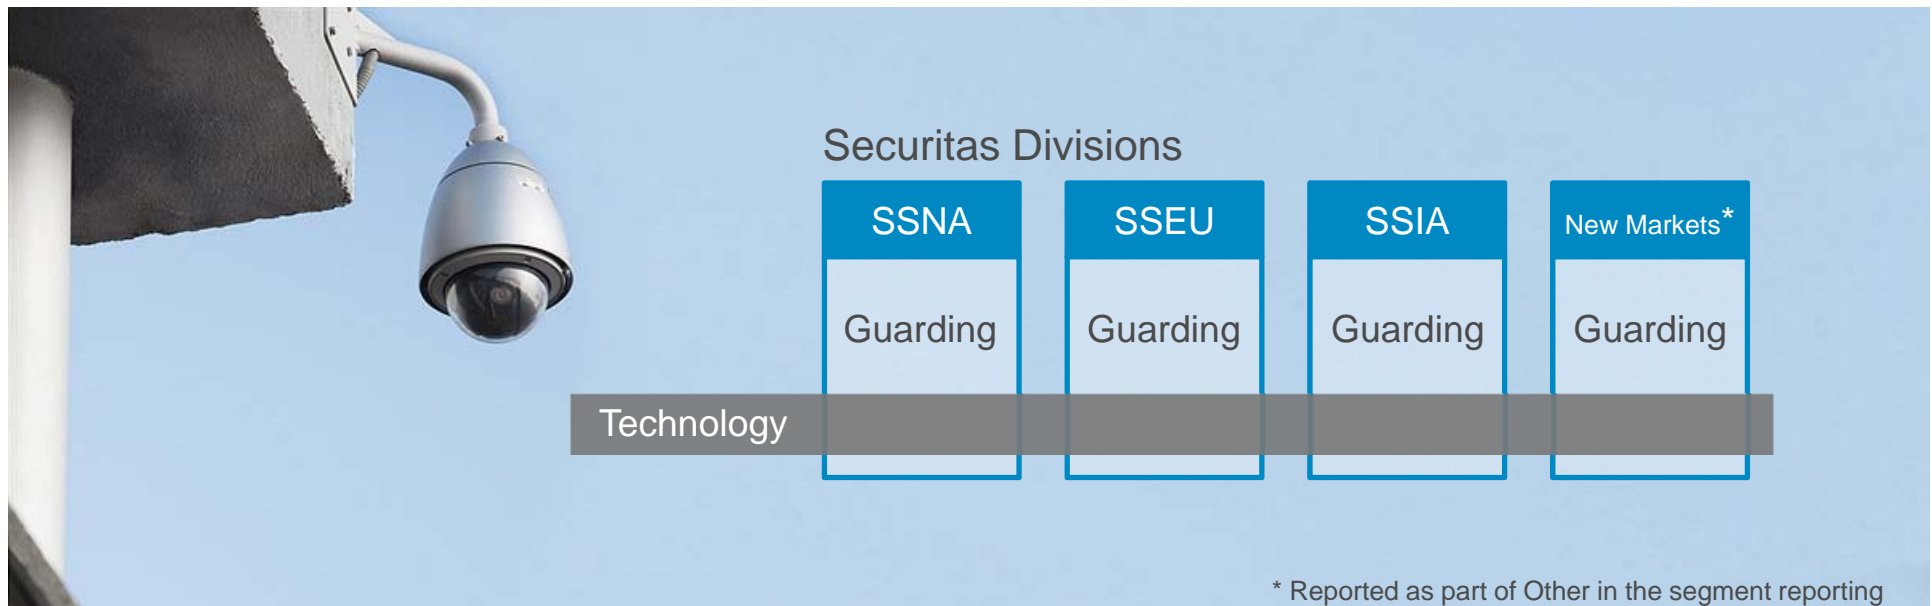 Securitas Divisions
SSNA SSEU SSIA New Markets*
Guarding Guarding Guarding Guarding
Technology
* Reported as part of Other in the segment reporting